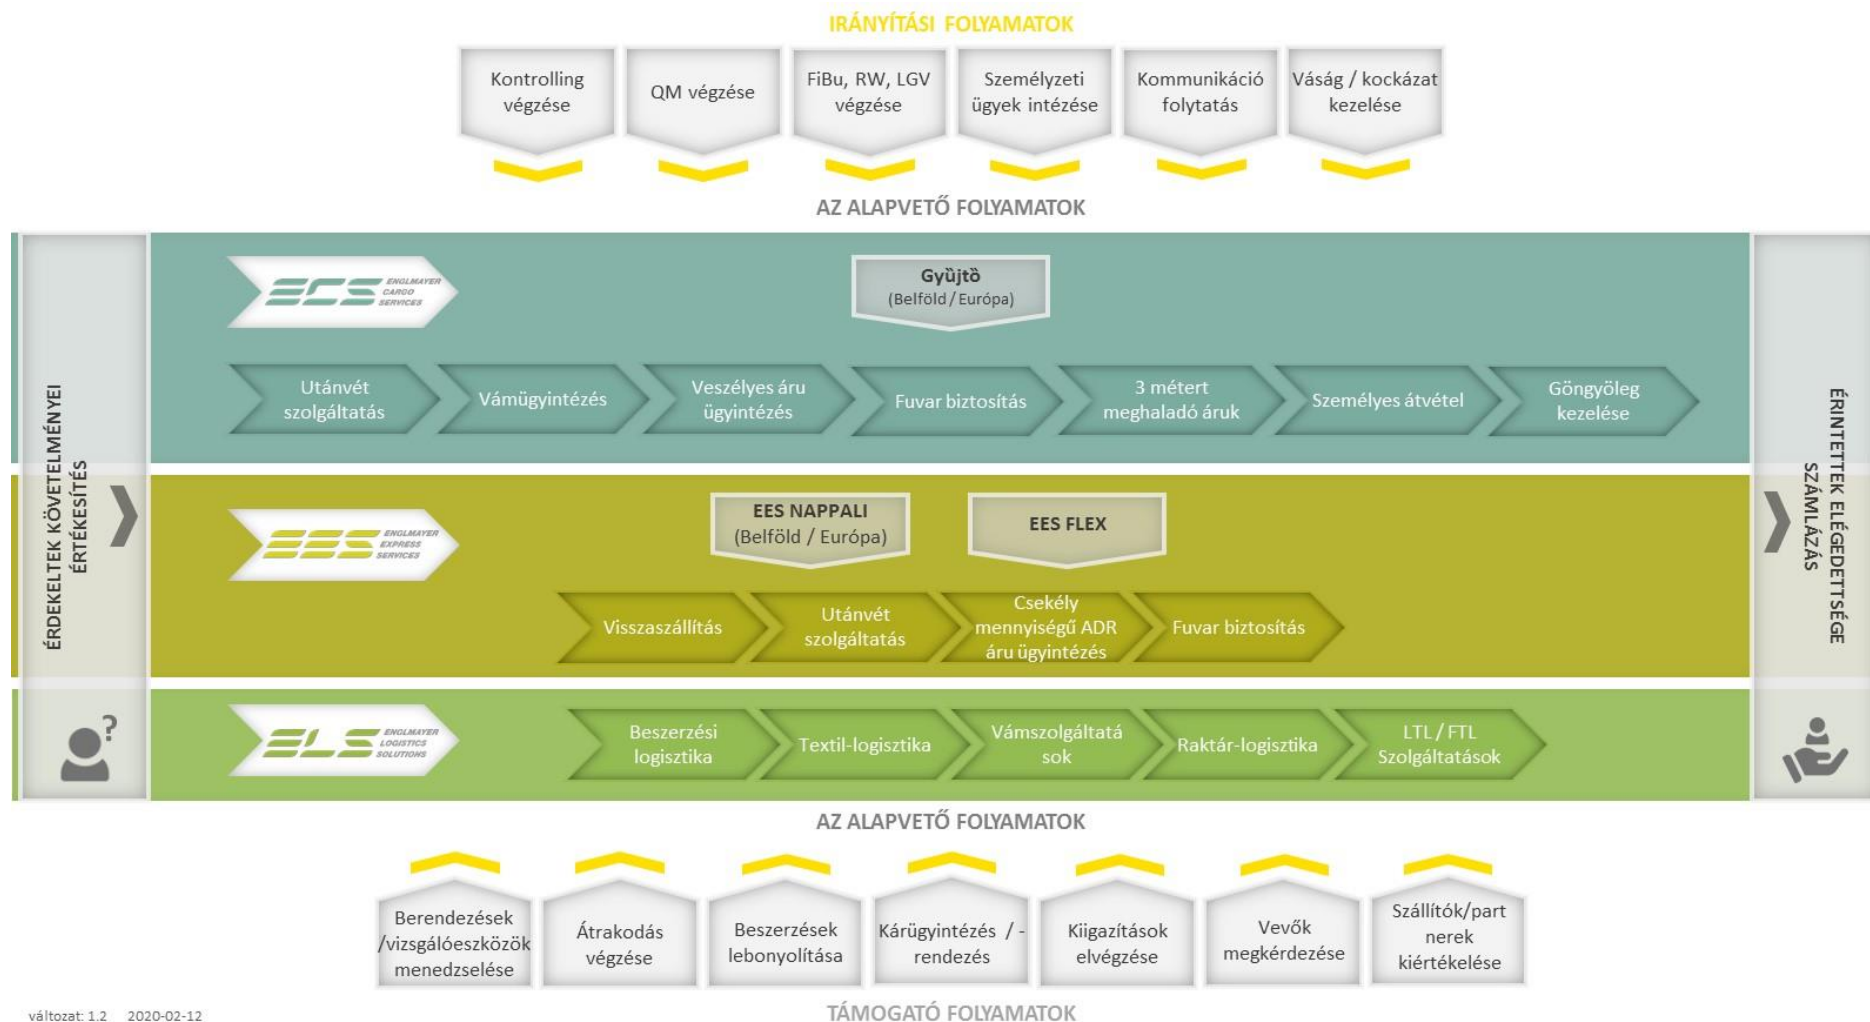 IRÁNYÍTÁSI FOLYAMATOK
Kontrolling
végzése
QM végzése
FiBu, RW, LGV
végzése
Személyzeti
ügyek intézése
Kommunikáció
folytatás
Váság / kockázat
kezelése
AZ ALAPVETŐ FOLYAMATOK
ÉRDEKELTEK KÖVETELMÉNYEI
ÉRTÉKESÍTÉS
?
ECS ENGLMAYER
CARGO
SERVICES
Gyûjtõ
(Belföld / Európa)
Utánvét
szolgáltatás
Vámügyintézés
Veszélyes áru
ügyintézés
Fuvar biztosítás
3 métert
meghaladó áruk
Személyes átvétel
Göngyöleg
kezelése
EES ENGLMAYER
EXPRESS
SERVICES
EES NAPPALI
(Belföld / Európa)
EES FLEX
Visszaszállítás
Utánvét
szolgáltatás
Csekély
mennyiségű ADR
áru ügyintézés
Fuvar biztosítás
ELS ENGLMAYER
LOGISTICS
SOLUTIONS
Beszerzési
logisztika
Textil-logisztika
Vámszolgáltatá
sok
Raktár-logisztika
LTL / FTL
Szolgáltatások
ÉRINTETTEK ELÉGEDETTSÉGE
SZÁMLÁZÁS
AZ ALAPVETŐ FOLYAMATOK
Berendezések
/vizsgálóeszközök
menedzselése
Átrakodás
végzése
Beszerzések
lebonyolítása
Kárügyintézés / -
rendezés
Kiigazítások
elvégzése
Vevők
megkérdezése
Szállítók/part
nerek
kiértékelése
TÁMOGATÓ FOLYAMATOK
változat: 1.2 2020-02-12